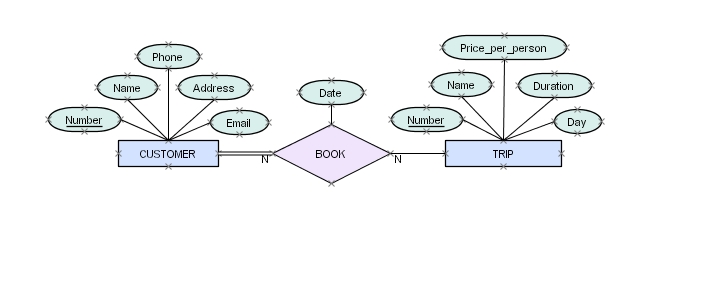 Phone
Name
Address
Number
Email
CUSTOMER
N
Date
BOOK
N
Price_per_person
Name
Duration
Number
Day
TRIP